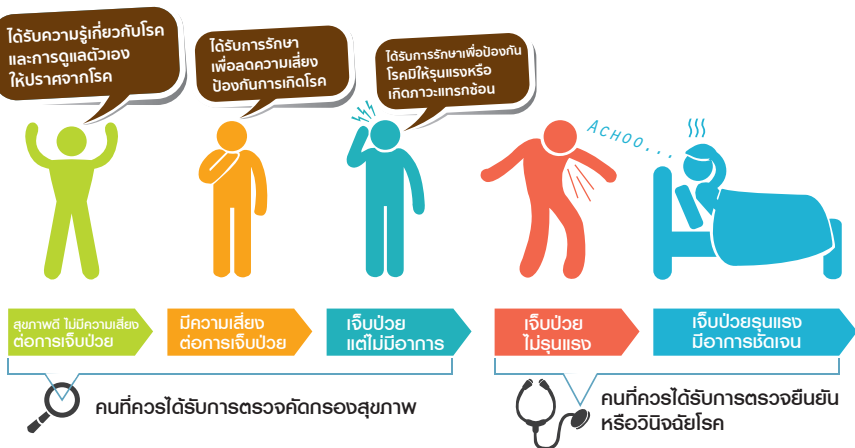 ได้รับความรู้เกี่ยวกับโรค
และการดูแลตัวเอง
ให้ปราศจากโรค
ได้รับการรักษา
เพื่อลดความเสี่ยง
ป้องกันการเกิดโรค
ได้รับการรักษาเพื่อป้องกัน
โรคมิให้รุนแรงหรือ
เกิดภาวะแทรกซ้อน
ACHOO...
สุขภาพดี ไม่มีความเสี่ยง
ต่อการเจ็บป่วย
มีความเสี่ยง
ต่อการเจ็บป่วย
เจ็บป่วย
แต่ไม่มีอาการ
เจ็บป่วย
ไม่รุนแรง
เจ็บป่วยรุนแรง
มีอาการชัดเจน
คนที่ควรได้รับการตรวจคัดกรองสุขภาพ
คนที่ควรได้รับการตรวจยืนยัน
หรือวินิจฉัยโรค